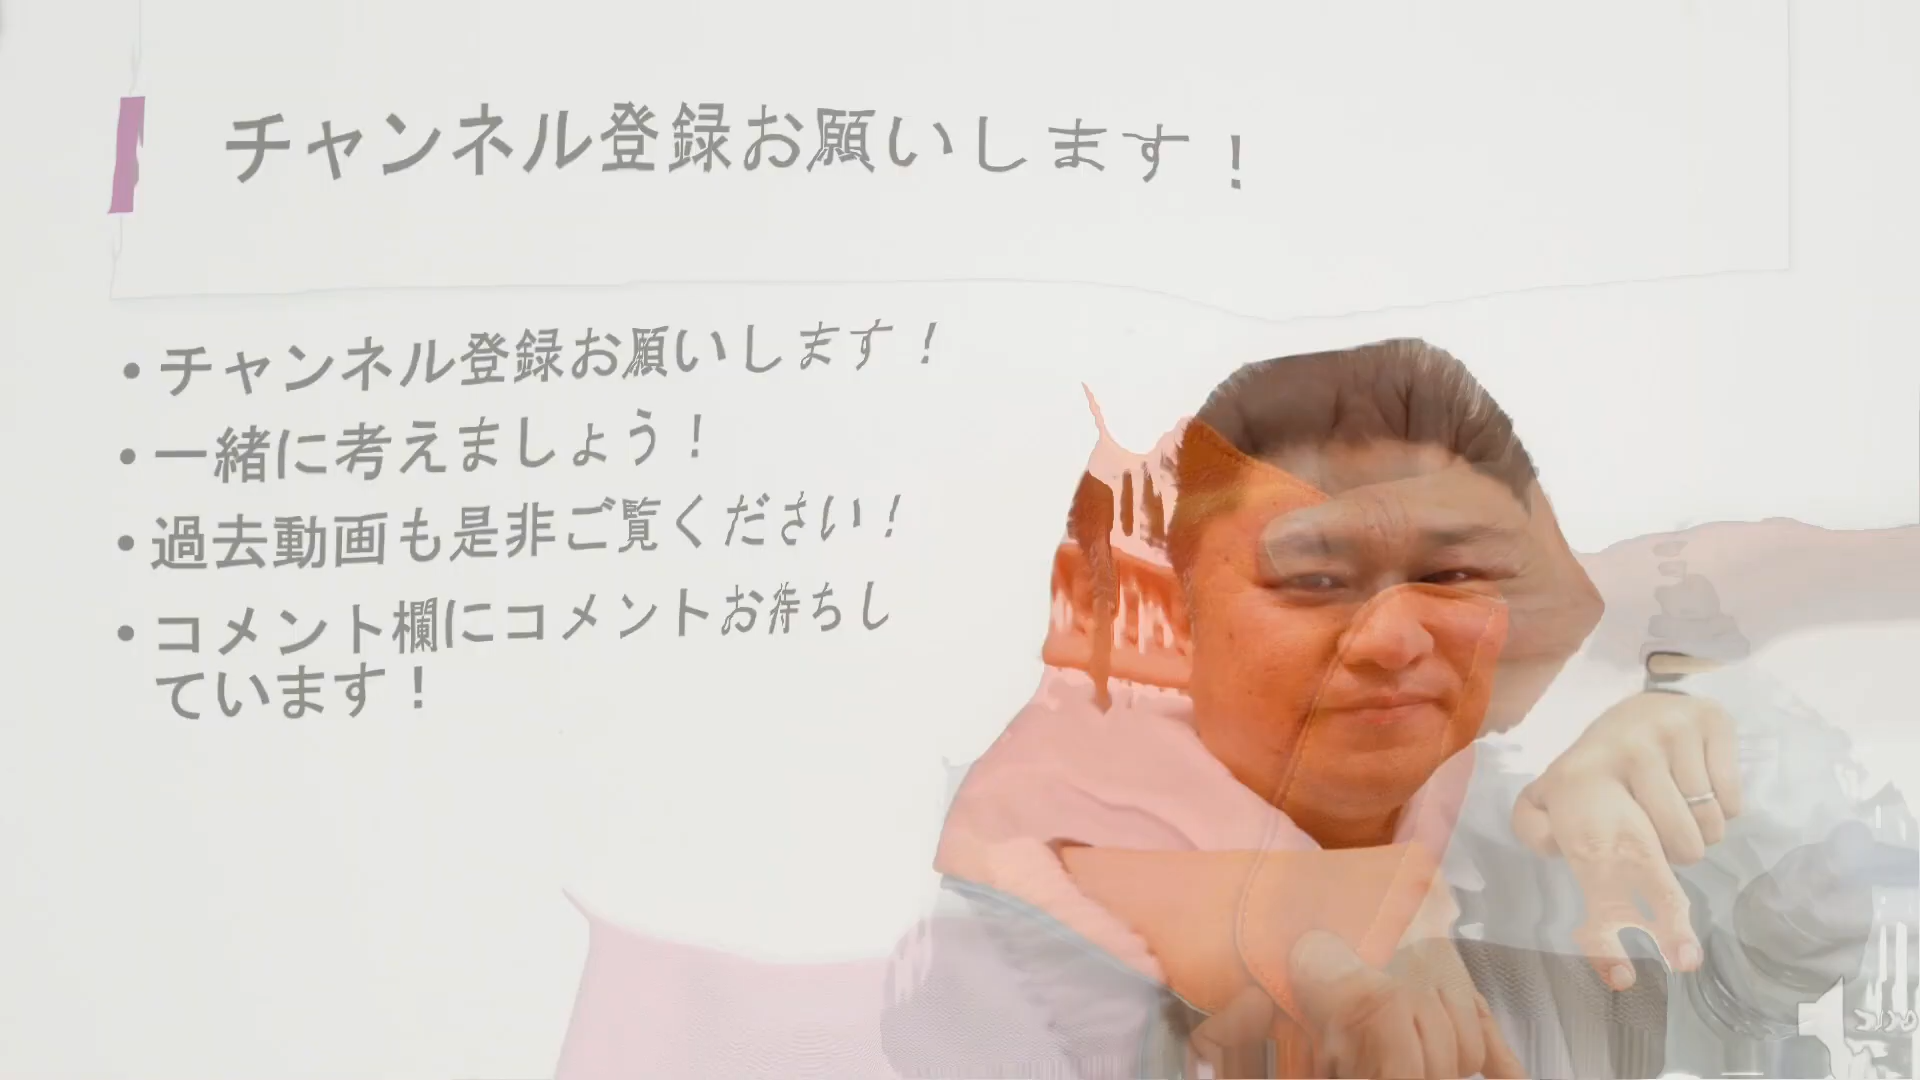 チャンネル登録お願いします！
・チャンネル登録お願いします！
・一緒に考えましょう！
・過去動画も是非ご覧ください！
・コメント欄にコメントお待ちし
ています！